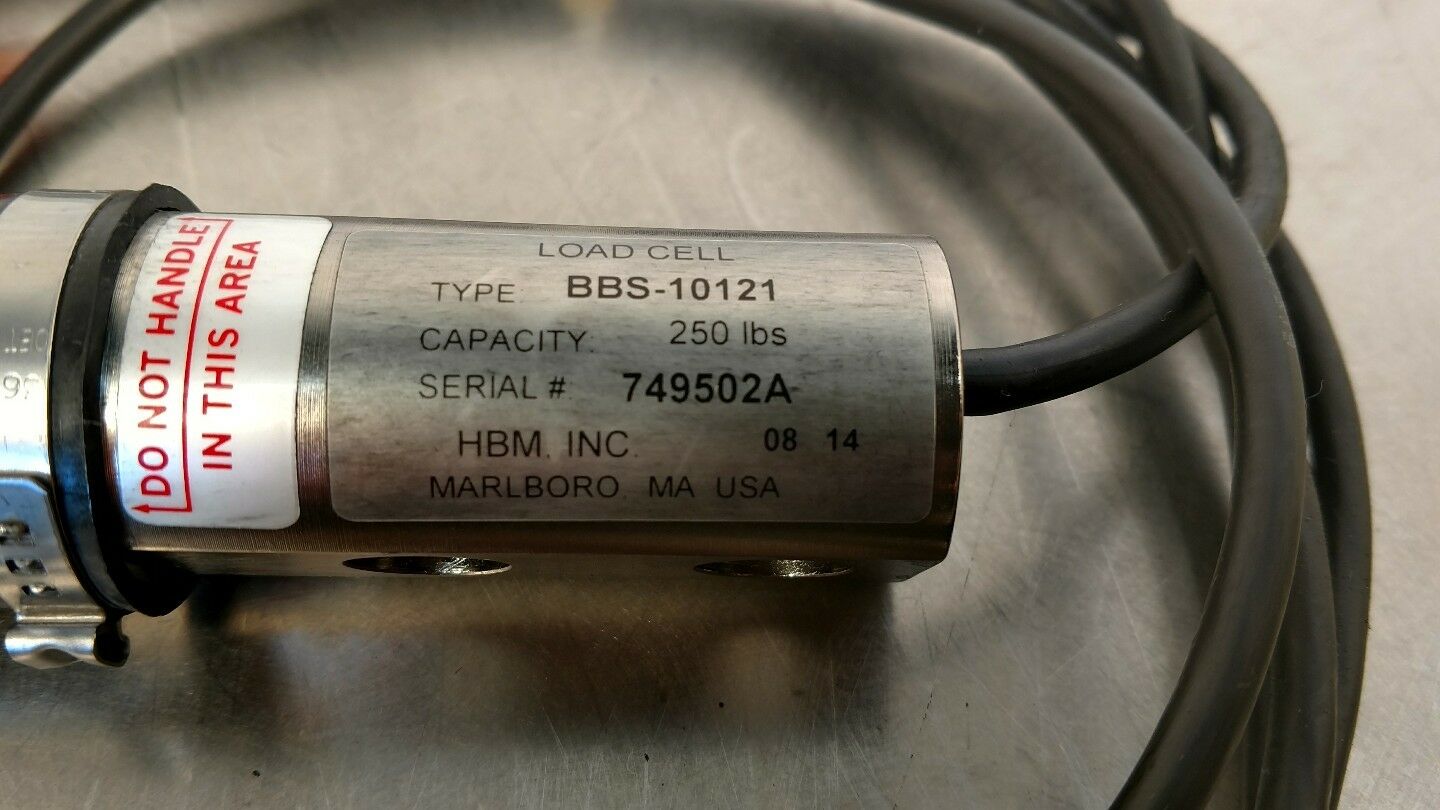 DO NOT HANDLE
IN THIS AREA
LOAD CELL
TYPE: BBS-10121
CAPACITY: 250 lbs
SERIAL #: 749502A
HBM, INC. 08 14
MARLBORO, MA USA